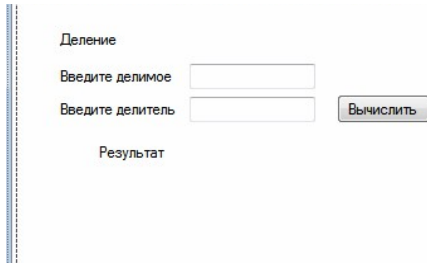 Деление
Введите делимое
Введите делитель Вычислить
Результат